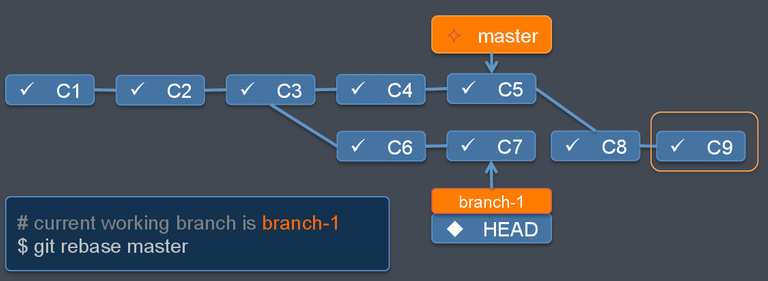 master
C1
C2
C3
C4
C5
C6
C7
C8
C9
branch-1
HEAD
# current working branch is branch-1
$ git rebase master